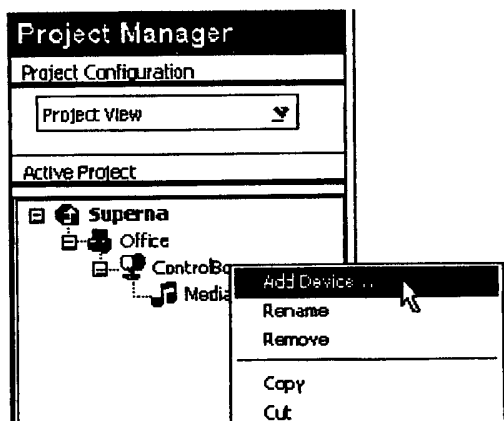 Project Manager
Project Configuration
Project View
Active Project
Superna
Office
ControlBo
Media
Add Device...
Rename
Remove
Copy
Cut